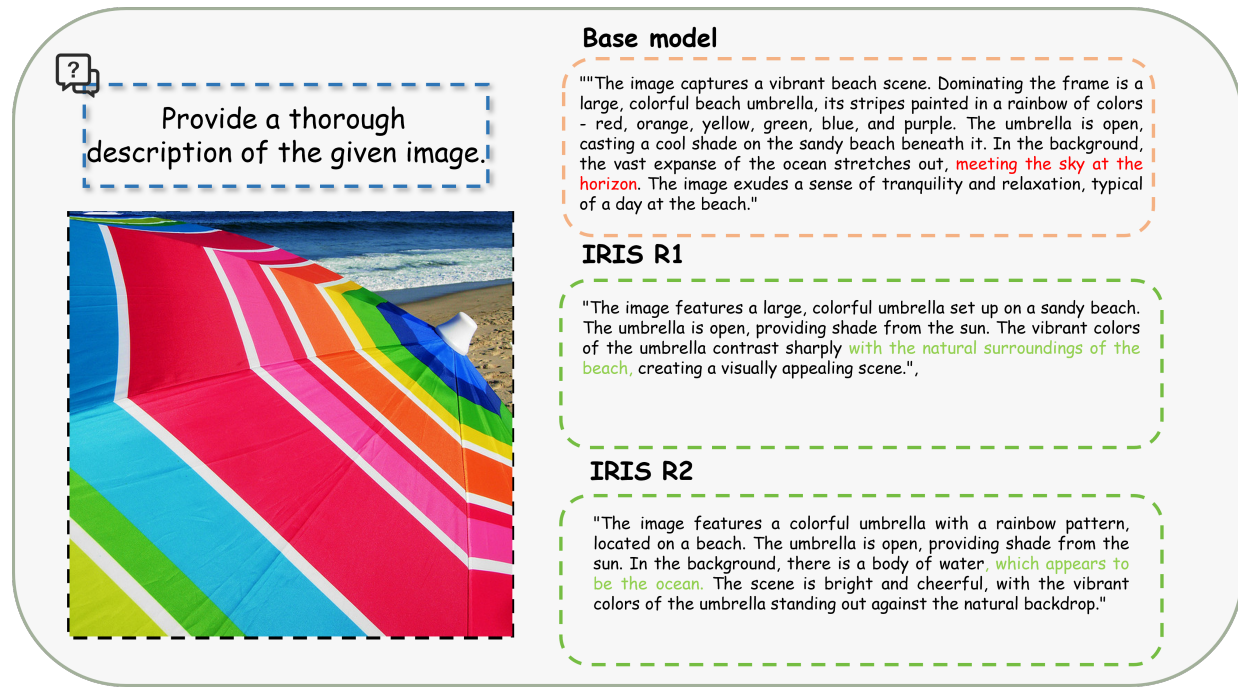 ?
Provide a thorough
description of the given image.
Base model
""The image captures a vibrant beach scene. Dominating the frame is a
large, colorful beach umbrella, its stripes painted in a rainbow of colors
- red, orange, yellow, green, blue, and purple. The umbrella is open,
casting a cool shade on the sandy beach beneath it. In the background,
the vast expanse of the ocean stretches out, meeting the sky at the
horizon. The image exudes a sense of tranquility and relaxation, typical
of a day at the beach."
IRIS R1
"The image features a large, colorful umbrella set up on a sandy beach.
The umbrella is open, providing shade from the sun. The vibrant colors
of the umbrella contrast sharply with the natural surroundings of the
beach, creating a visually appealing scene.",
IRIS R2
"The image features a colorful umbrella with a rainbow pattern,
located on a beach. The umbrella is open, providing shade from the
sun. In the background, there is a body of water, which appears to
be the ocean. The scene is bright and cheerful, with the vibrant
colors of the umbrella standing out against the natural backdrop."